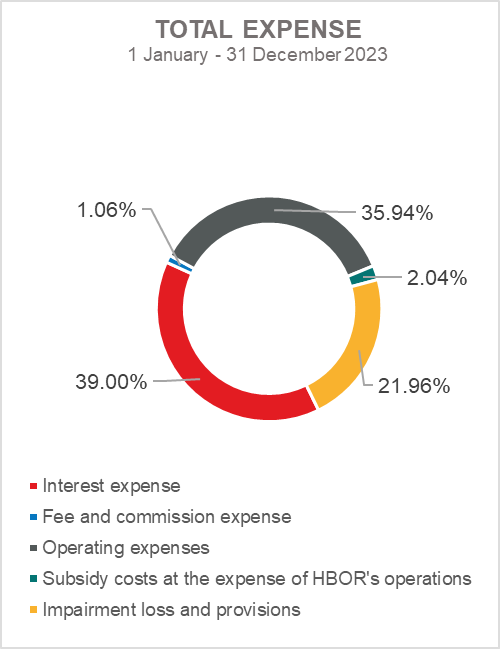 TOTAL EXPENSE
1 January - 31 December 2023
1.06%
35.94%
2.04%
39.00%
21.96%
Interest expense
Fee and commission expense
Operating expenses
Subsidy costs at the expense of HBOR's operations
Impairment loss and provisions